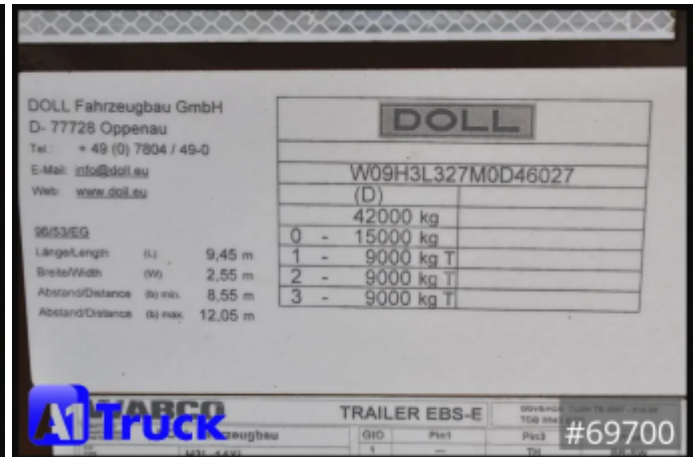 DOLL Fahrzeugbau GmbH
D- 77728 Oppenau
Tel.: + 49 (0) 7804 / 49-0
E-Mail: info@doll.eu
Web: www.doll.eu
96/53/EG
Länge/Length (L) 9,45 m
Breite/Width (W) 2,55 m
Abstand/Distance (b) min. 8,55 m
Abstand/Distance (b) max. 12,05 m
DOLL
W09H3L327M0D46027
(D)
42000 kg
0 - 15000 kg
1 - 9000 kg T
2 - 9000 kg T
3 - 9000 kg T
WABCO
TRAILER EBS-E
A1 Truck
GIO Pin1 Pin3
1
#69700